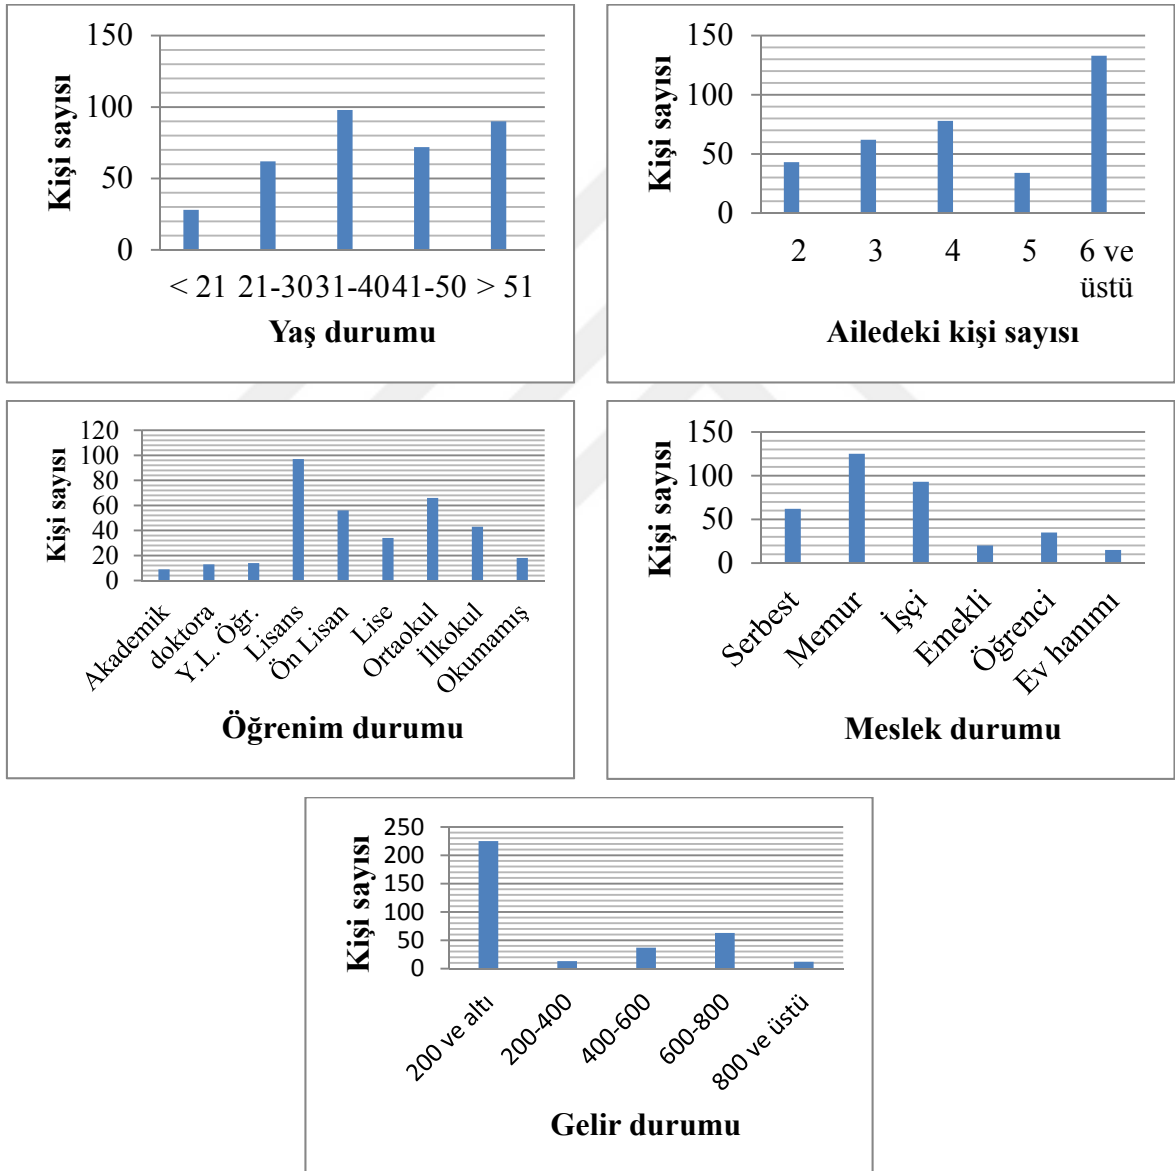 Kişi sayısı
150
100
50
0
< 21 21-30 31-40 41-50 > 51
Yaş durumu
Kişi sayısı
150
100
50
0
2 3 4 5 6 ve
üstü
Ailedeki kişi sayısı
Kişi sayısı
120
100
80
60
40
20
0
Akademik
doktora
Y.L. Öğr.
Lisans
Ön Lisan
Lise
Ortaokul
İlkokul
Okumamış
Öğrenim durumu
Kişi sayısı
150
100
50
0
Serbest
Memur
İşçi
Emekli
Öğrenci
Ev hanımı
Meslek durumu
Kişi sayısı
250
200
150
100
50
0
200 ve altı
200-400
400-600
600-800
800 ve üstü
Gelir durumu